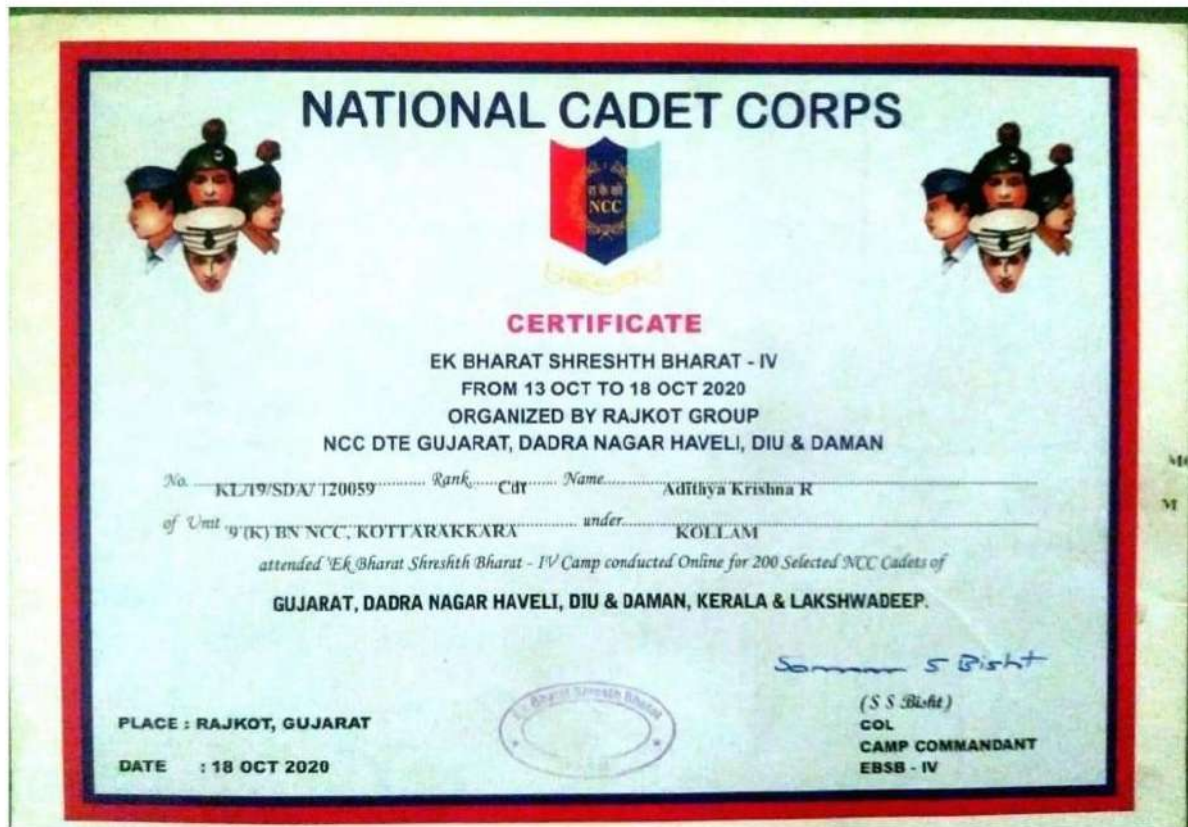 NATIONAL CADET CORPS
रा के को
NCC
CERTIFICATE
EK BHARAT SHRESHTH BHARAT - IV
FROM 13 OCT TO 18 OCT 2020
ORGANIZED BY RAJKOT GROUP
NCC DTE GUJARAT, DADRA NAGAR HAVELI, DIU & DAMAN
No. KL/19/SDA/ 120059 Rank Cdt Name Adithya Krishna R
of Unit 9 (K) BN NCC, KOTTARAKKARA under KOLLAM
attended 'Ek Bharat Shreshth Bharat - IV Camp conducted Online for 200 Selected NCC Cadets of
GUJARAT, DADRA NAGAR HAVELI, DIU & DAMAN, KERALA & LAKSHWADEEP.
S Bisht
Ek Bharat Shresth Bharat
(S S Bisht)
PLACE : RAJKOT, GUJARAT
COL
CAMP COMMANDANT
DATE : 18 OCT 2020
EBSB - IV